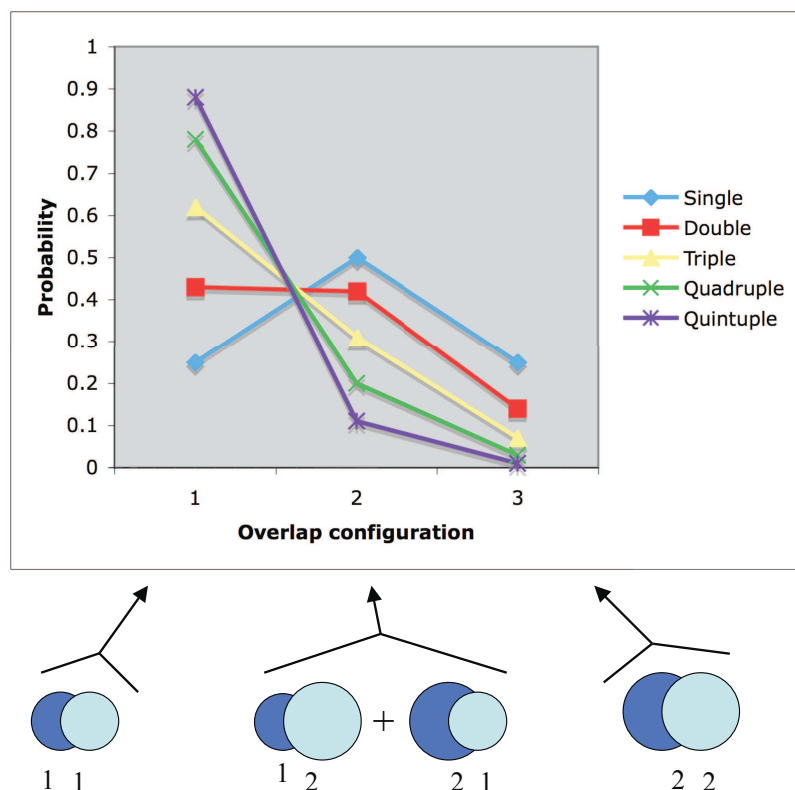 1
0.9
0.8
0.7
0.6
0.5
0.4
0.3
0.2
0.1
0
Probability
1 2 3
Overlap configuration
Single
Double
Triple
Quadruple
Quintuple
+
1 1 1 2 2 1 2 2